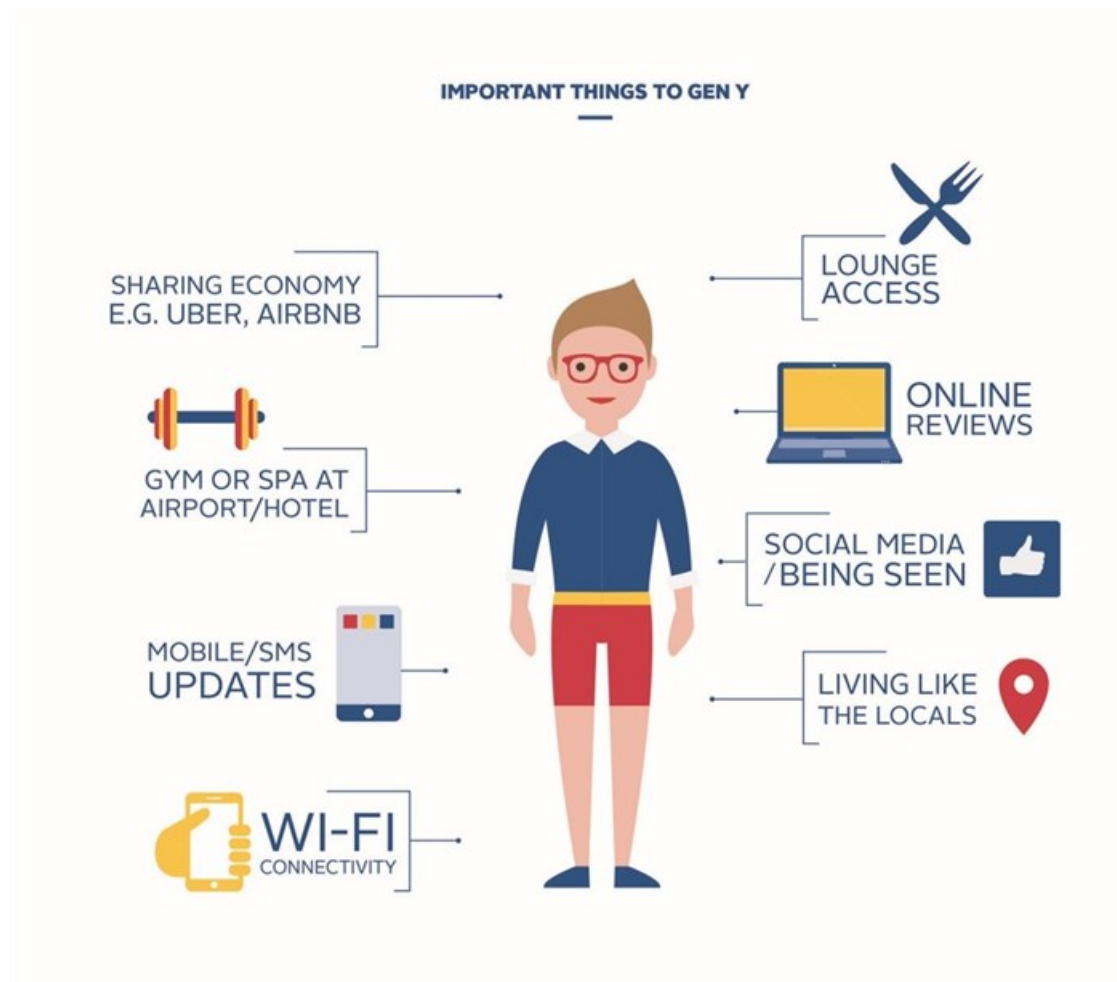 IMPORTANT THINGS TO GEN Y
SHARING ECONOMY
E.G. UBER, AIRBNB
GYM OR SPA AT
AIRPORT/HOTEL
MOBILE/SMS
UPDATES
WI-FI
CONNECTIVITY
LOUNGE
ACCESS
ONLINE
REVIEWS
SOCIAL MEDIA
/BEING SEEN
LIVING LIKE
THE LOCALS